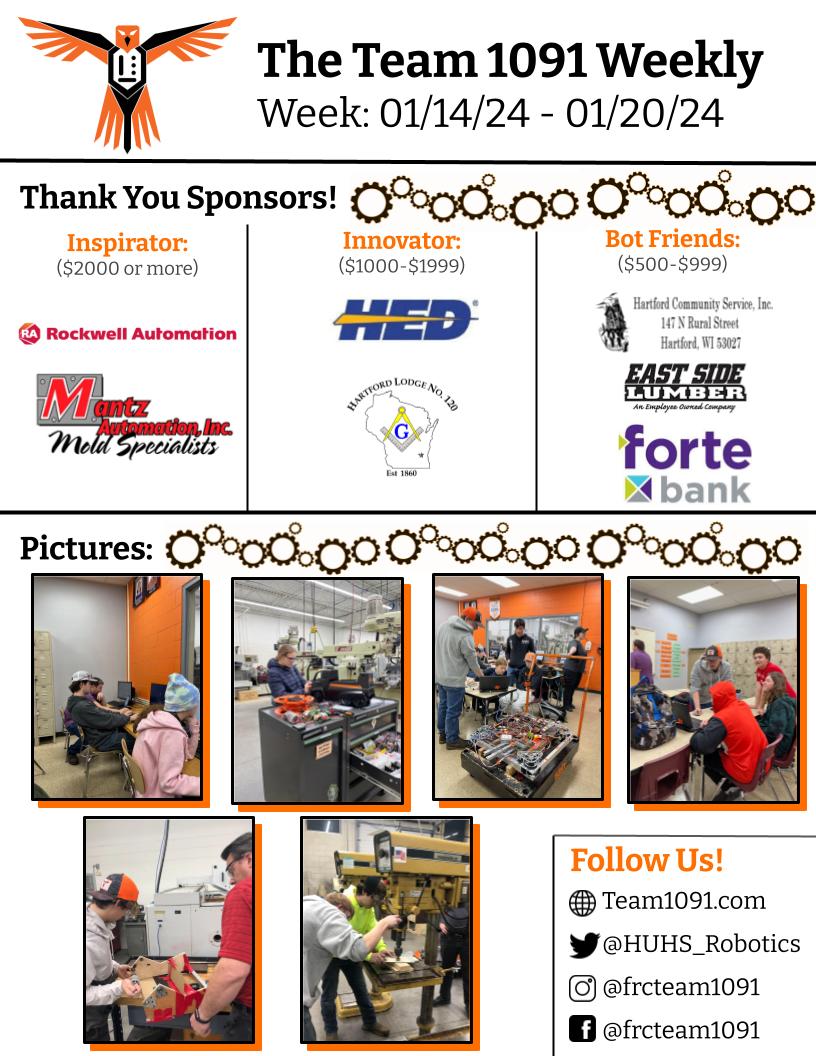 The Team 1091 Weekly
Week: 01/14/24 - 01/20/24
Thank You Sponsors!
Inspirator:
($2000 or more)
RA Rockwell Automation
Mantz
Automation, Inc.
Mold Specialists
Innovator:
($1000-$1999)
HED®
HARTFORD LODGE NO. 120
G
Est 1860
Bot Friends:
($500-$999)
Hartford Community Service, Inc.
147 N Rural Street
Hartford, WI 53027
EAST SIDE
LUMBER
An Employee Owned Company
forte
bank
Pictures:
Follow Us!
Team1091.com
@HUHS_Robotics
@frcteam1091
@frcteam1091